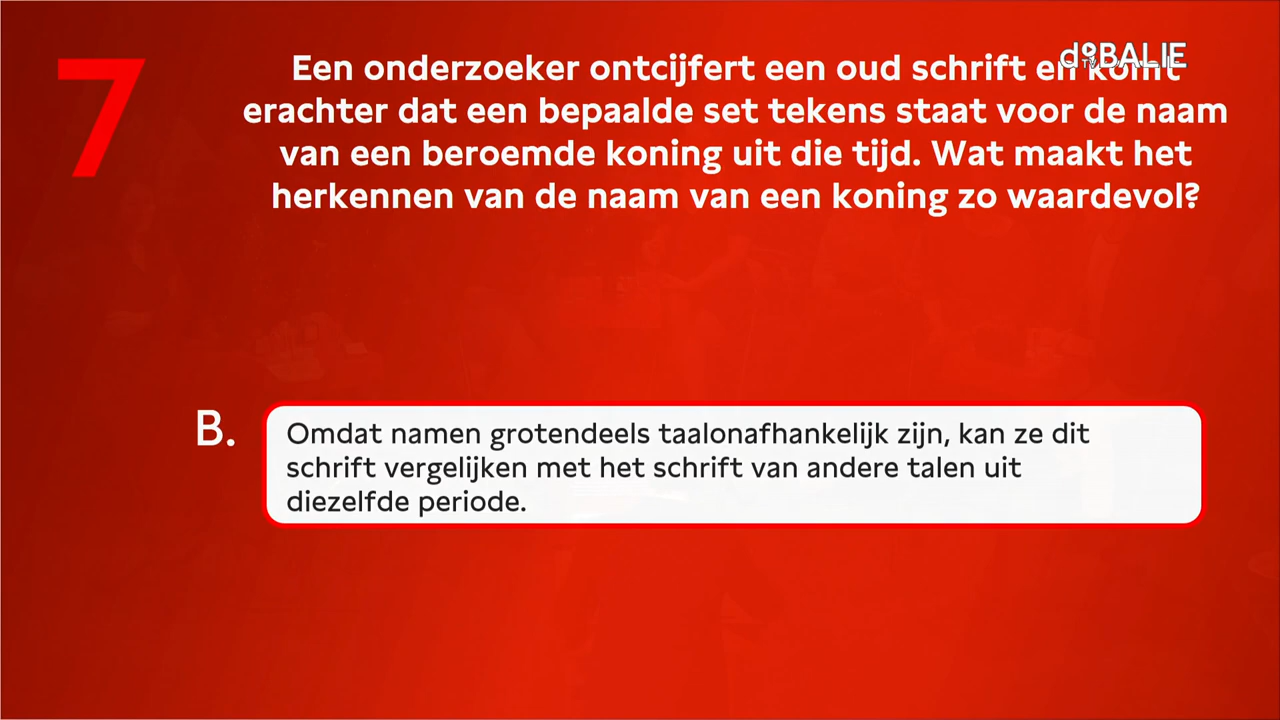 7
Een onderzoeker ontcijfert een oud schrift en komt
deBALIE
TV
erachter dat een bepaalde set tekens staat voor de naam
van een beroemde koning uit die tijd. Wat maakt het
herkennen van de naam van een koning zo waardevol?
B.
Omdat namen grotendeels taalonafhankelijk zijn, kan ze dit
schrift vergelijken met het schrift van andere talen uit
diezelfde periode.